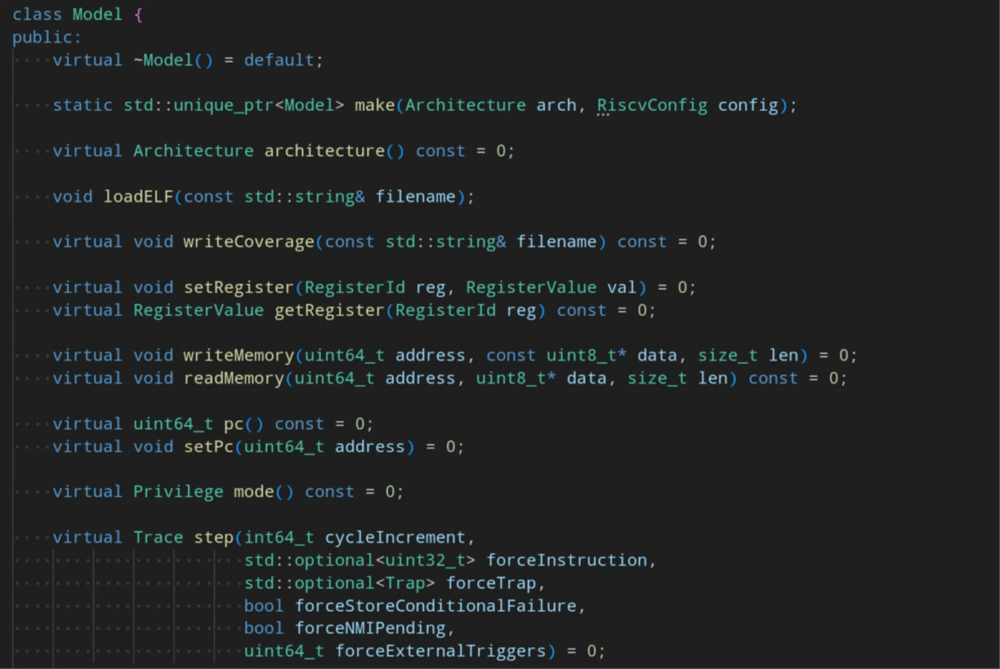 class Model {
public:
    virtual ~Model() = default;

    static std::unique_ptr<Model> make(Architecture arch, RiscvConfig config);

    virtual Architecture architecture() const = 0;

    void loadELF(const std::string& filename);

    virtual void writeCoverage(const std::string& filename) const = 0;

    virtual void setRegister(RegisterId reg, RegisterValue val) = 0;
    virtual RegisterValue getRegister(RegisterId reg) const = 0;

    virtual void writeMemory(uint64_t address, const uint8_t* data, size_t len) = 0;
    virtual void readMemory(uint64_t address, uint8_t* data, size_t len) const = 0;

    virtual uint64_t pc() const = 0;
    virtual void setPc(uint64_t address) = 0;

    virtual Privilege mode() const = 0;

    virtual Trace step(int64_t cycleIncrement,
                       std::optional<uint32_t> forceInstruction,
                       std::optional<Trap> forceTrap,
                       bool forceStoreConditionalFailure,
                       bool forceNMIPending,
                       uint64_t forceExternalTriggers) = 0;